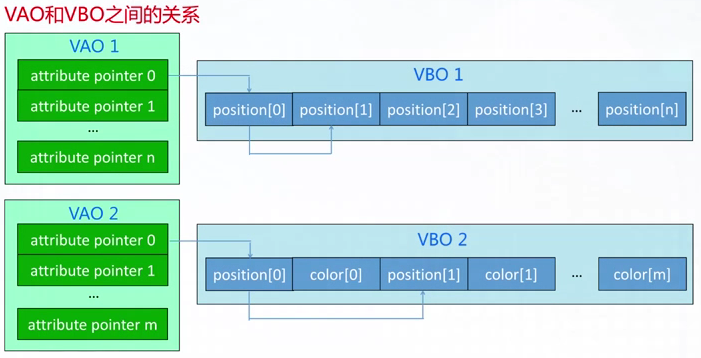 VAO和VBO之间的关系
VAO 1
attribute pointer 0
attribute pointer 1
...
attribute pointer n
VBO 1
position[0] position[1] position[2] position[3] ... position[n]
VAO 2
attribute pointer 0
attribute pointer 1
...
attribute pointer m
VBO 2
position[0] color[0] position[1] color[1] ... color[m]